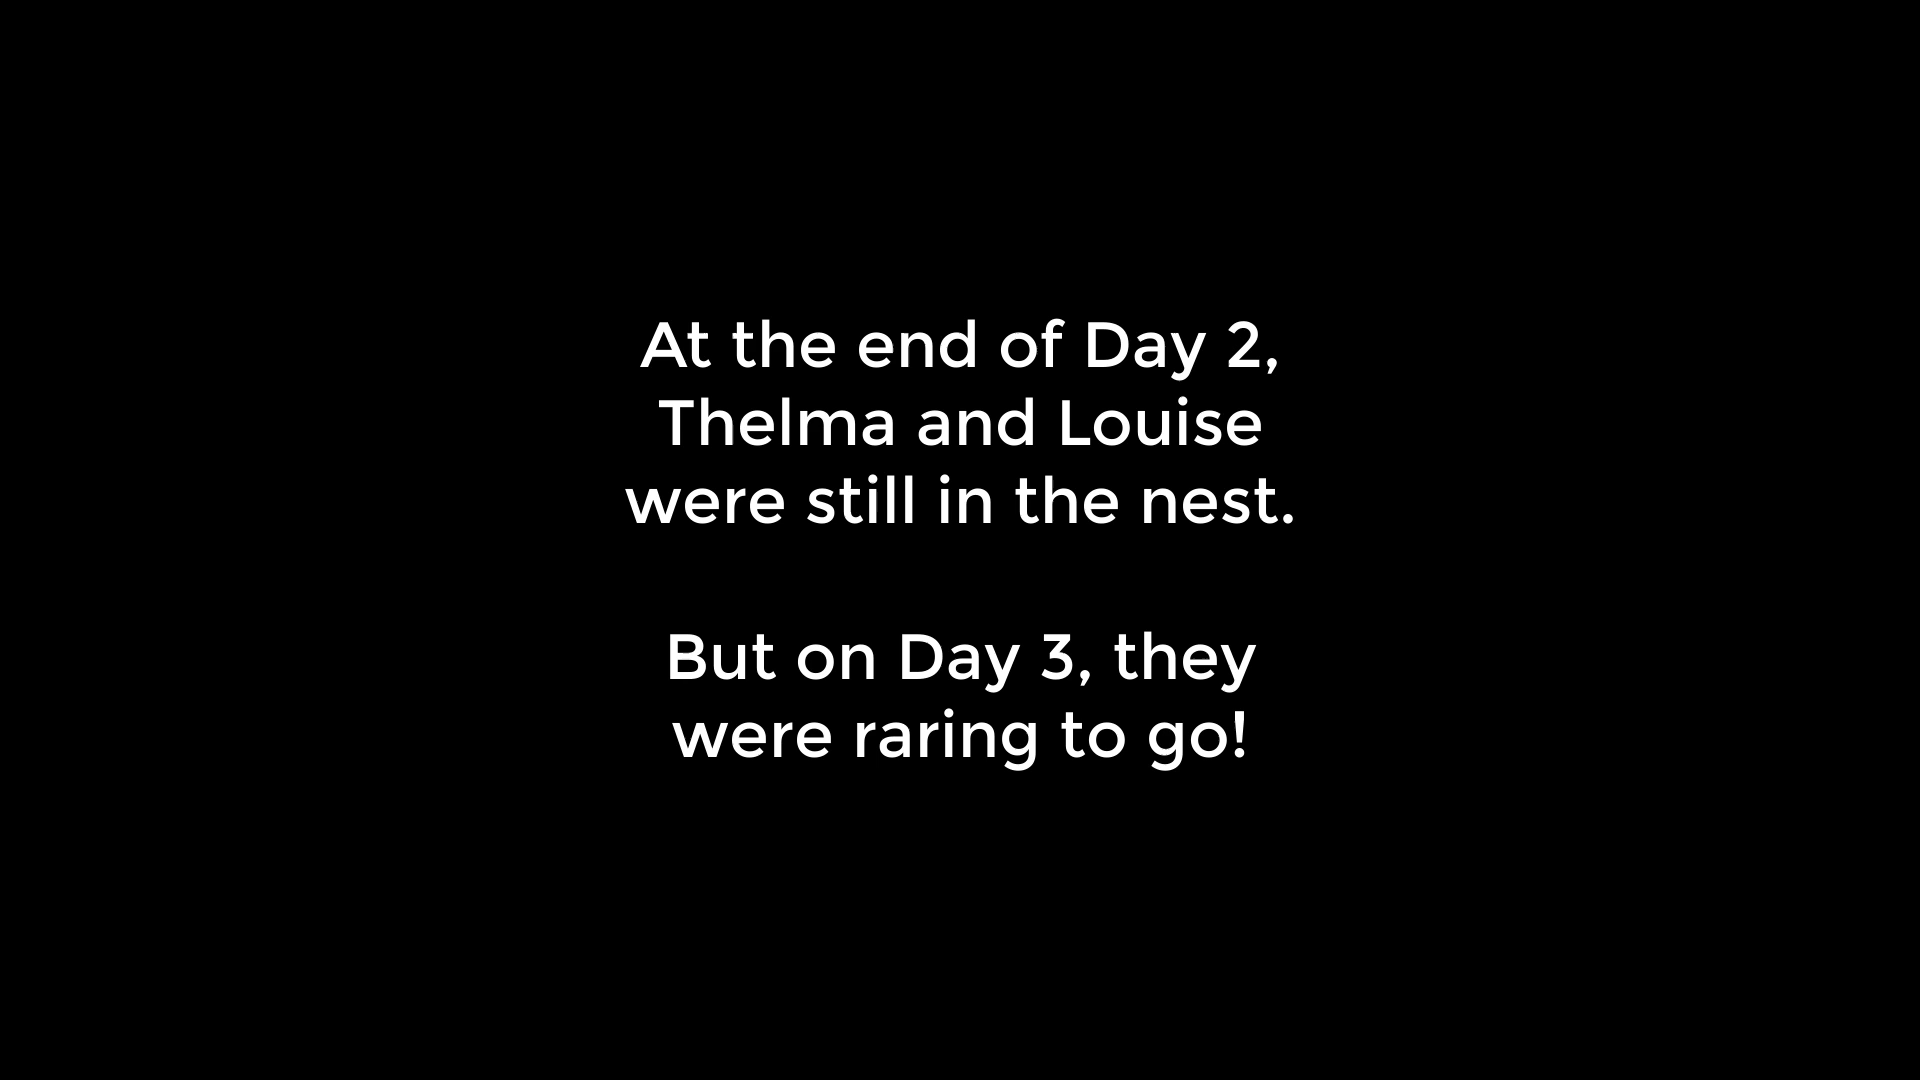 At the end of Day 2,
Thelma and Louise
were still in the nest.
But on Day 3, they
were raring to go!